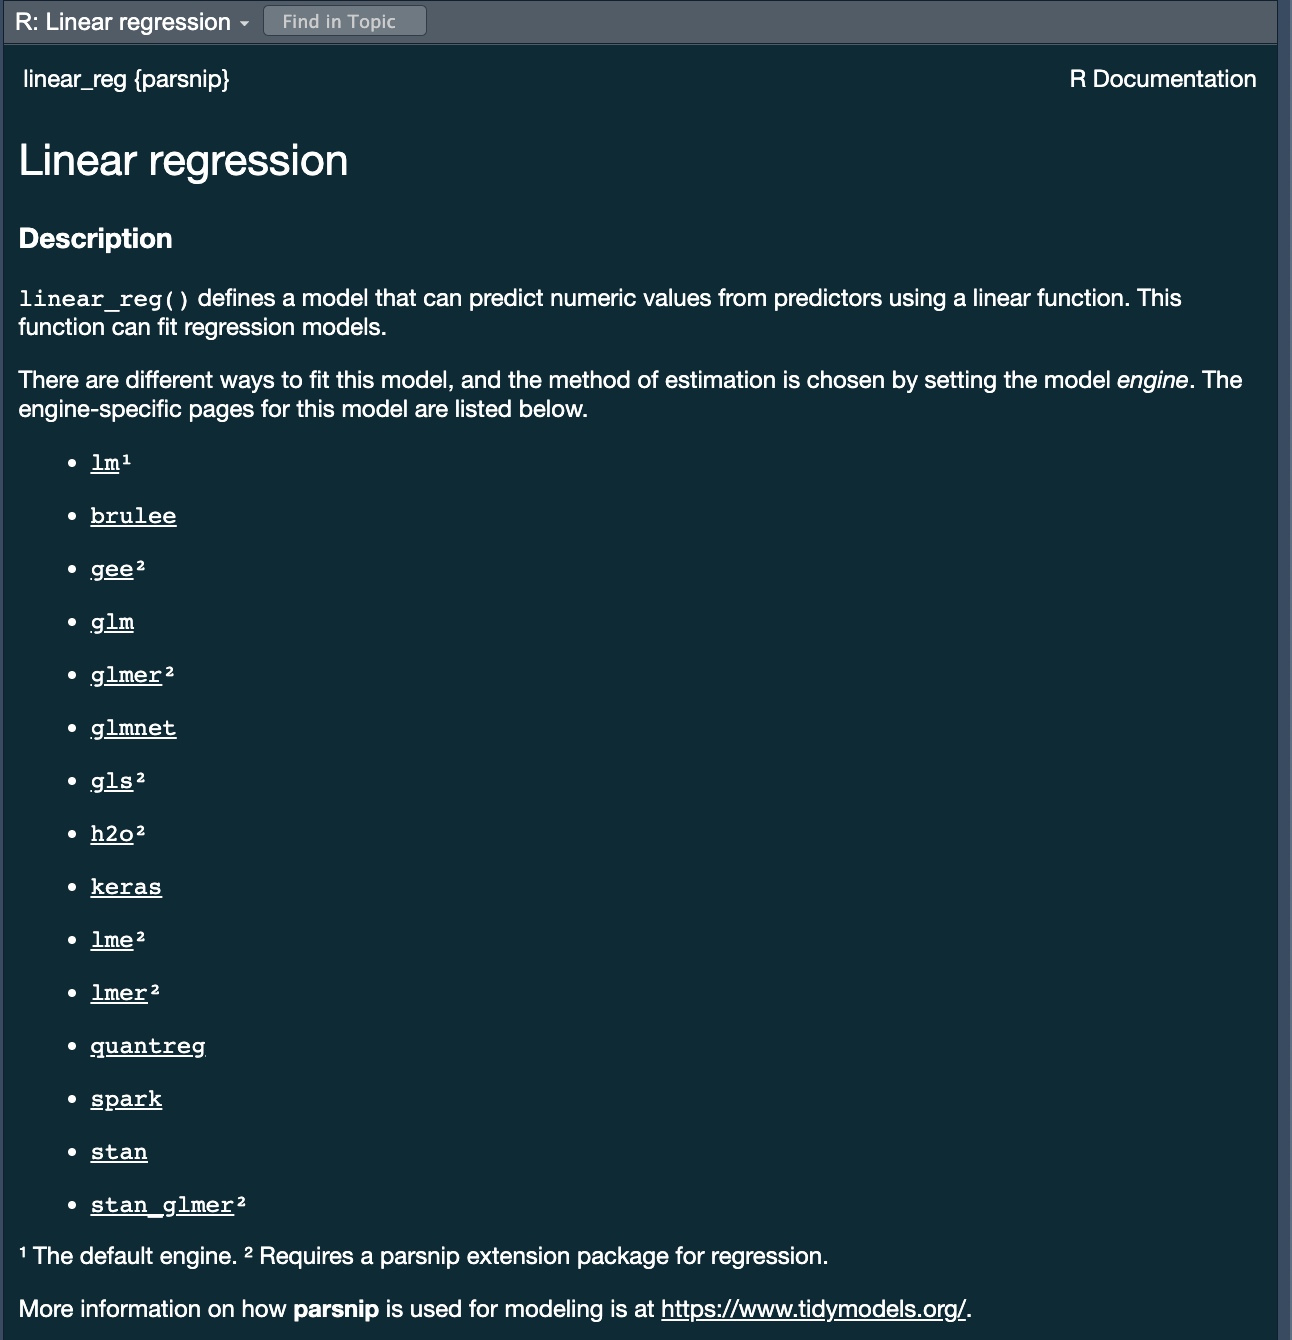 R: Linear regression
Find in Topic
linear_reg {parsnip}
R Documentation
Linear regression
Description
linear_reg() defines a model that can predict numeric values from predictors using a linear function. This
function can fit regression models.
There are different ways to fit this model, and the method of estimation is chosen by setting the model engine. The
engine-specific pages for this model are listed below.
• lm¹
• brulee
• gee²
• glm
• glmer²
• glmnet
• gls²
• h2o²
• keras
• lme²
• lmer²
• quantreg
• spark
• stan
• stan_glmer²
¹ The default engine. ² Requires a parsnip extension package for regression.
More information on how parsnip is used for modeling is at https://www.tidymodels.org/.